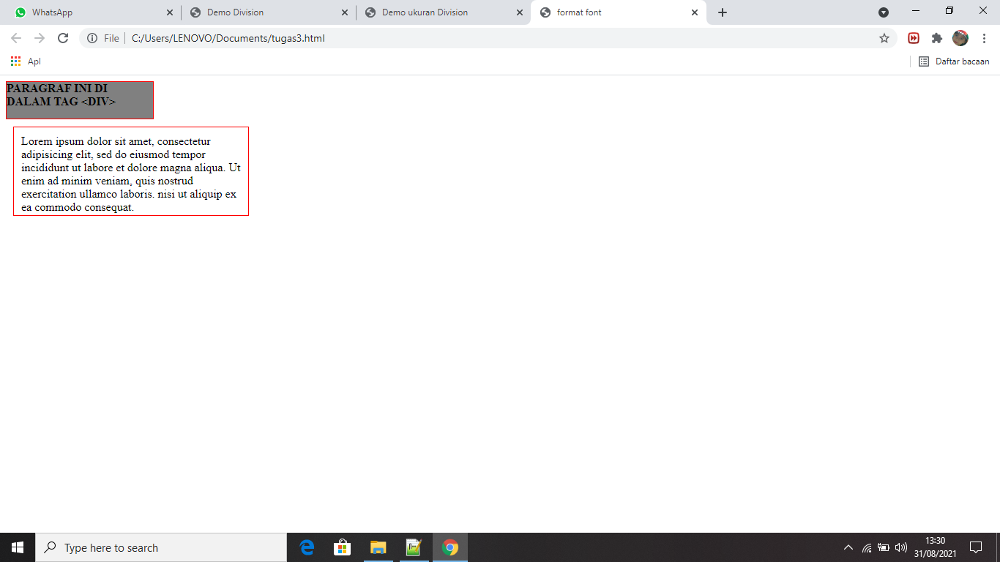 WhatsApp
Demo Division
Demo ukuran Division
format font
File
C:/Users/LENOVO/Documents/tugas3.html
Apl
Daftar bacaan
PARAGRAF INI DI
DALAM TAG <DIV>
Lorem ipsum dolor sit amet, consectetur
adipisicing elit, sed do eiusmod tempor
incididunt ut labore et dolore magna aliqua. Ut
enim ad minim veniam, quis nostrud
exercitation ullamco laboris. nisi ut aliquip ex
ea commodo consequat.
Type here to search
13:30
31/08/2021